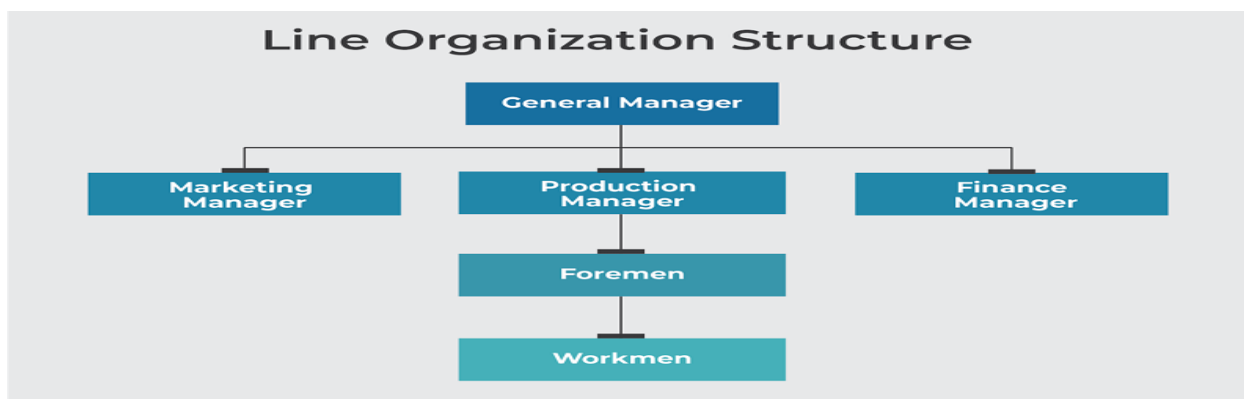 Line Organization Structure
General Manager
Marketing
Manager
Production
Manager
Finance
Manager
Foremen
Workmen